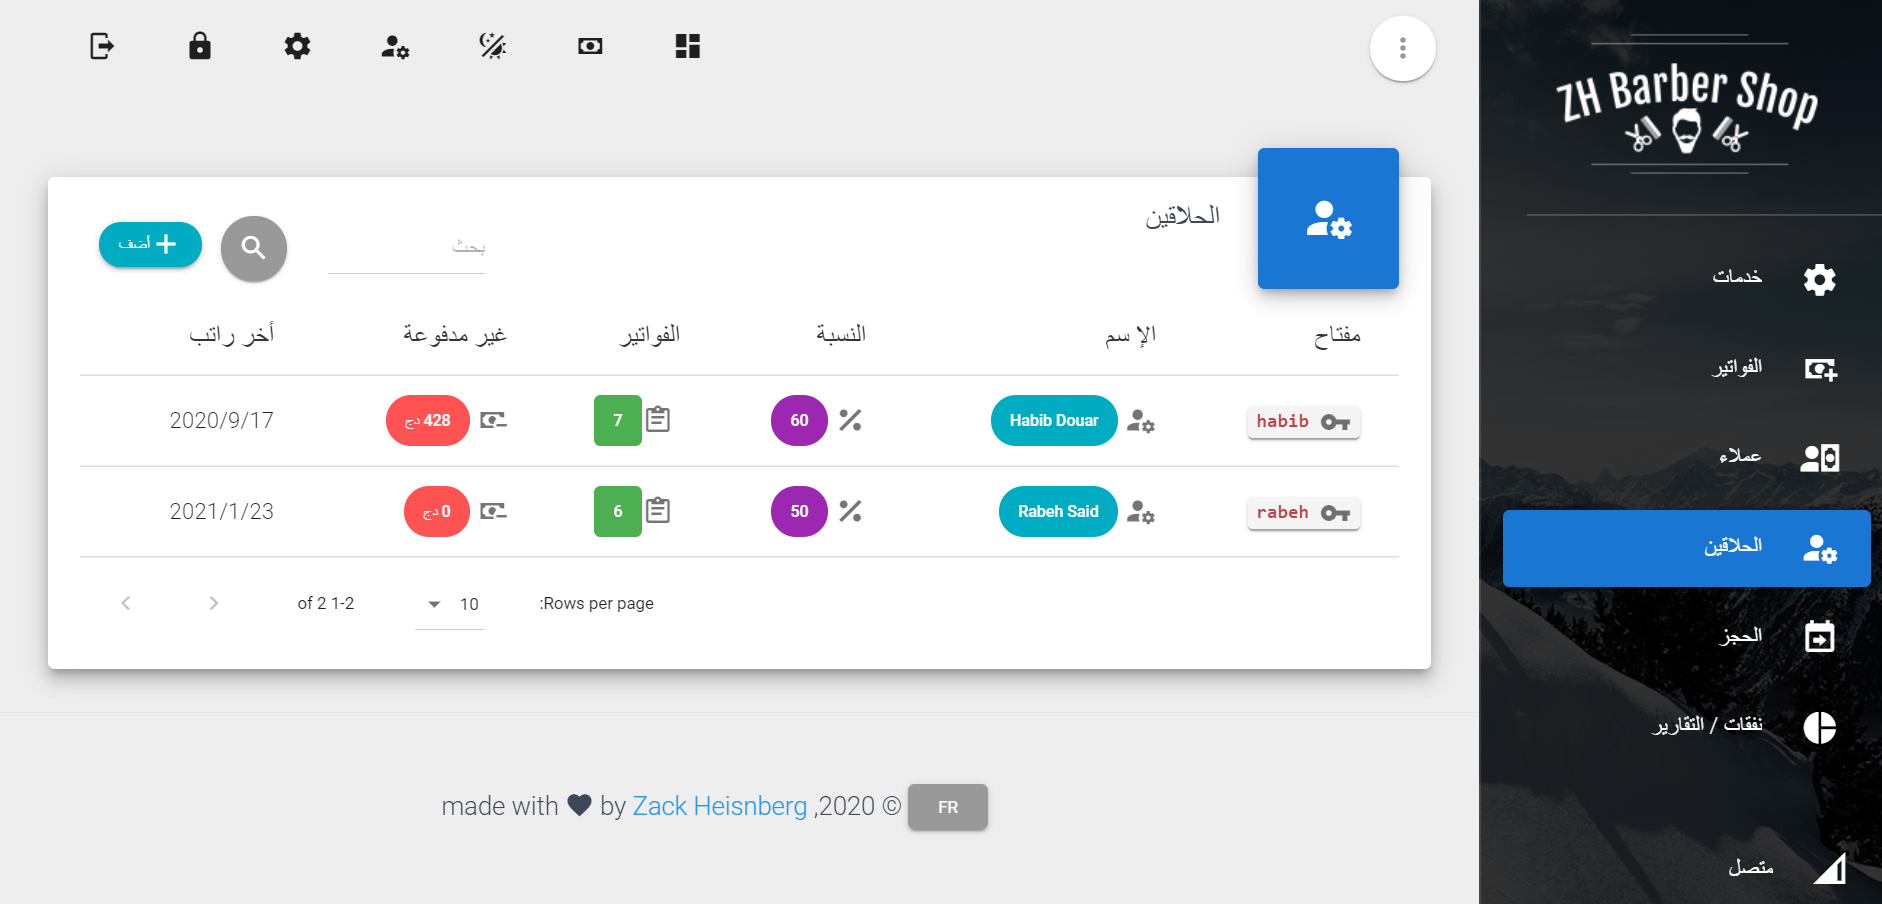 ZH Barber Shop
خدمات
الفواتير
عملاء
الحلاقين
الحجز
نفقات / التقارير
متصل
الحلاقين
بحث
أضف
مفتاح	الإ سم	النسبة	الفواتير	غير مدفوعة	أخر راتب
habib	Habib Douar	60	7	428 دج	2020/9/17
rabeh	Rabeh Said	50	6	0 دج	2021/1/23
:Rows per page	10	of 2 1-2
made with by Zack Heisnberg ,2020 © FR